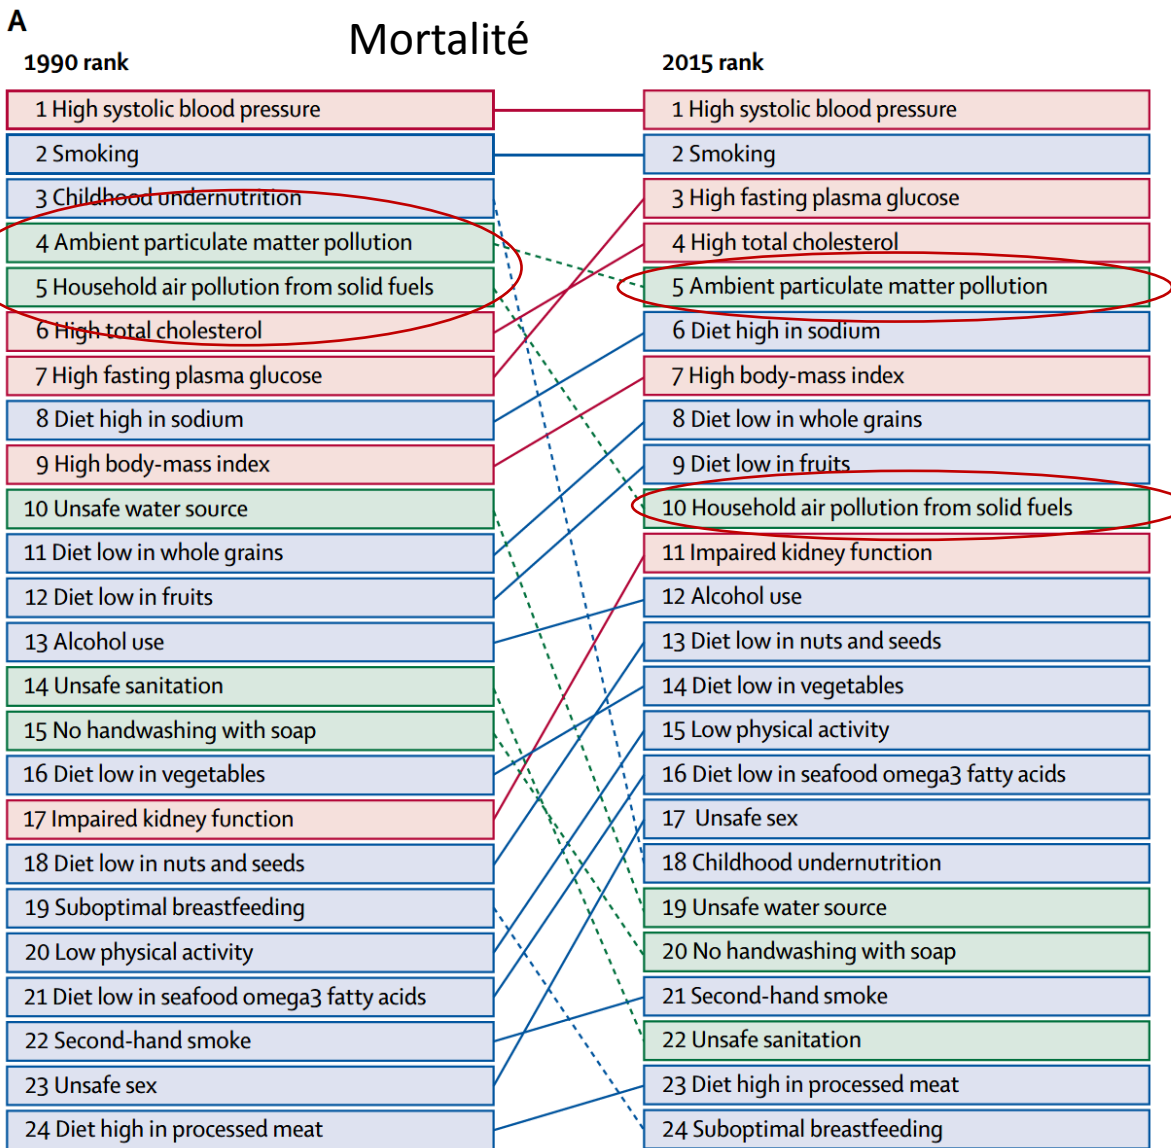 A
Mortalité
1990 rank
1 High systolic blood pressure
2 Smoking
3 Childhood undernutrition
4 Ambient particulate matter pollution
5 Household air pollution from solid fuels
6 High total cholesterol
7 High fasting plasma glucose
8 Diet high in sodium
9 High body-mass index
10 Unsafe water source
11 Diet low in whole grains
12 Diet low in fruits
13 Alcohol use
14 Unsafe sanitation
15 No handwashing with soap
16 Diet low in vegetables
17 Impaired kidney function
18 Diet low in nuts and seeds
19 Suboptimal breastfeeding
20 Low physical activity
21 Diet low in seafood omega3 fatty acids
22 Second-hand smoke
23 Unsafe sex
24 Diet high in processed meat
2015 rank
1 High systolic blood pressure
2 Smoking
3 High fasting plasma glucose
4 High total cholesterol
5 Ambient particulate matter pollution
6 Diet high in sodium
7 High body-mass index
8 Diet low in whole grains
9 Diet low in fruits
10 Household air pollution from solid fuels
11 Impaired kidney function
12 Alcohol use
13 Diet low in nuts and seeds
14 Diet low in vegetables
15 Low physical activity
16 Diet low in seafood omega3 fatty acids
17 Unsafe sex
18 Childhood undernutrition
19 Unsafe water source
20 No handwashing with soap
21 Second-hand smoke
22 Unsafe sanitation
23 Diet high in processed meat
24 Suboptimal breastfeeding